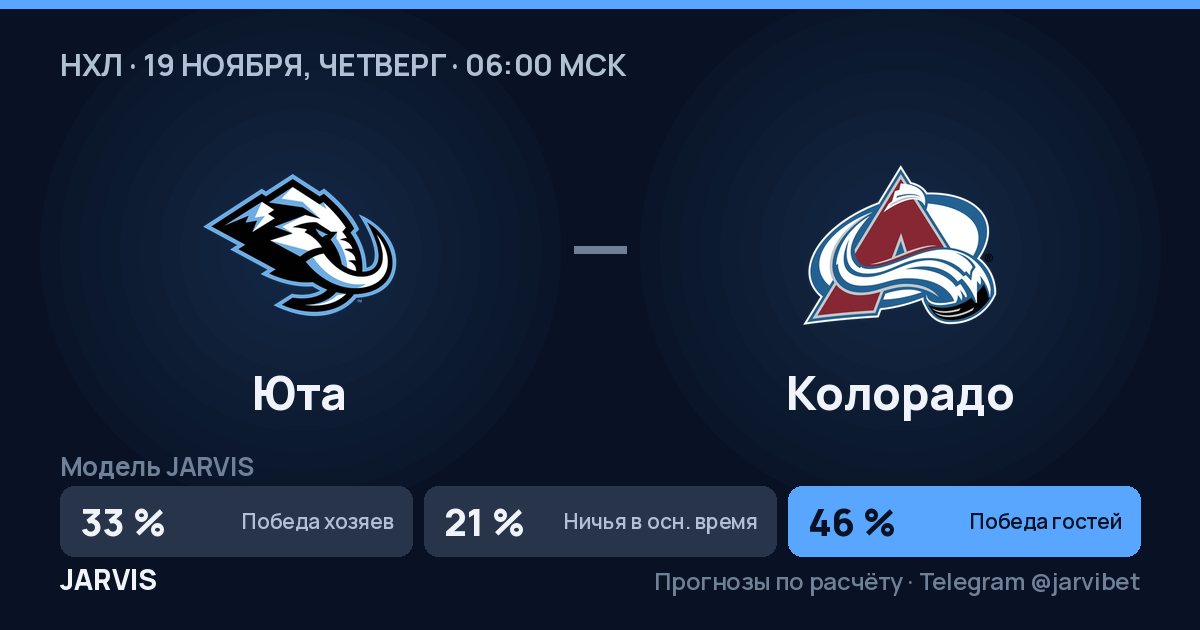 НХЛ · 19 НОЯБРЯ, ЧЕТВЕРГ · 06:00 МСК
Юта
—
Колорадо
Модель JARVIS
33 % Победа хозяев
21 % Ничья в осн. время
46 % Победа гостей
JARVIS
Прогнозы по расчёту · Telegram @jarvibet